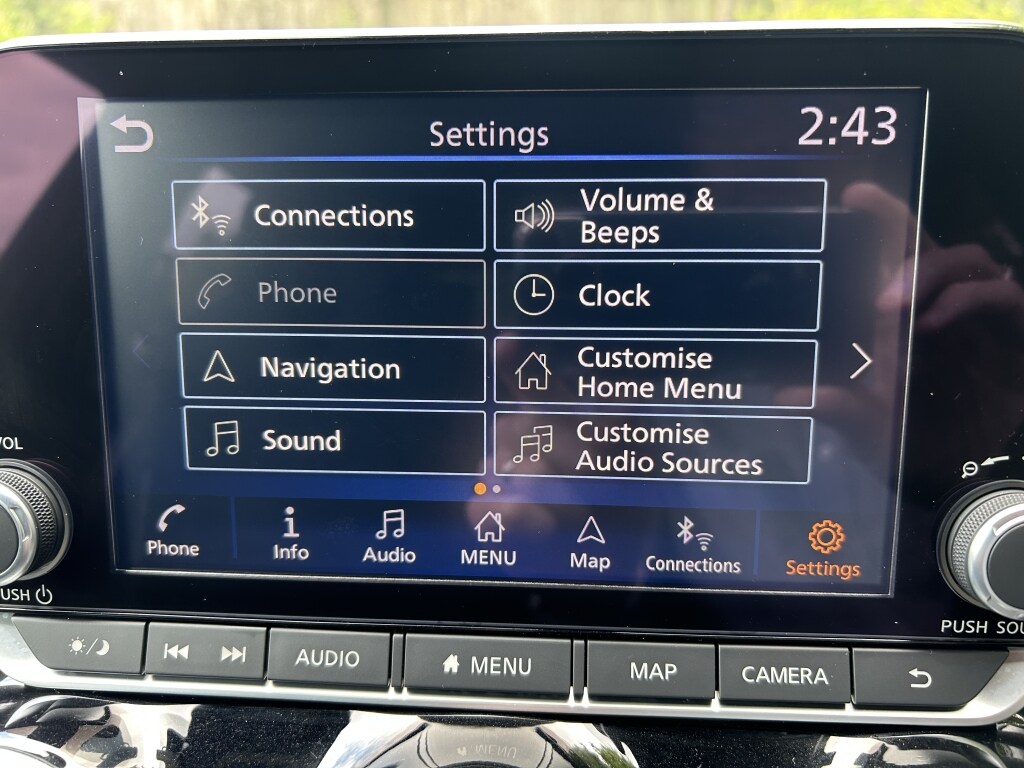 Settings
2:43
Connections
Volume &
Beeps
Phone
Clock
Navigation
Customise
Home Menu
Sound
Customise
Audio Sources
Phone
Info
Audio
MENU
Map
Connections
Settings
VOL
PUSH
PUSH SOU
AUDIO
MENU
MAP
CAMERA
MENU